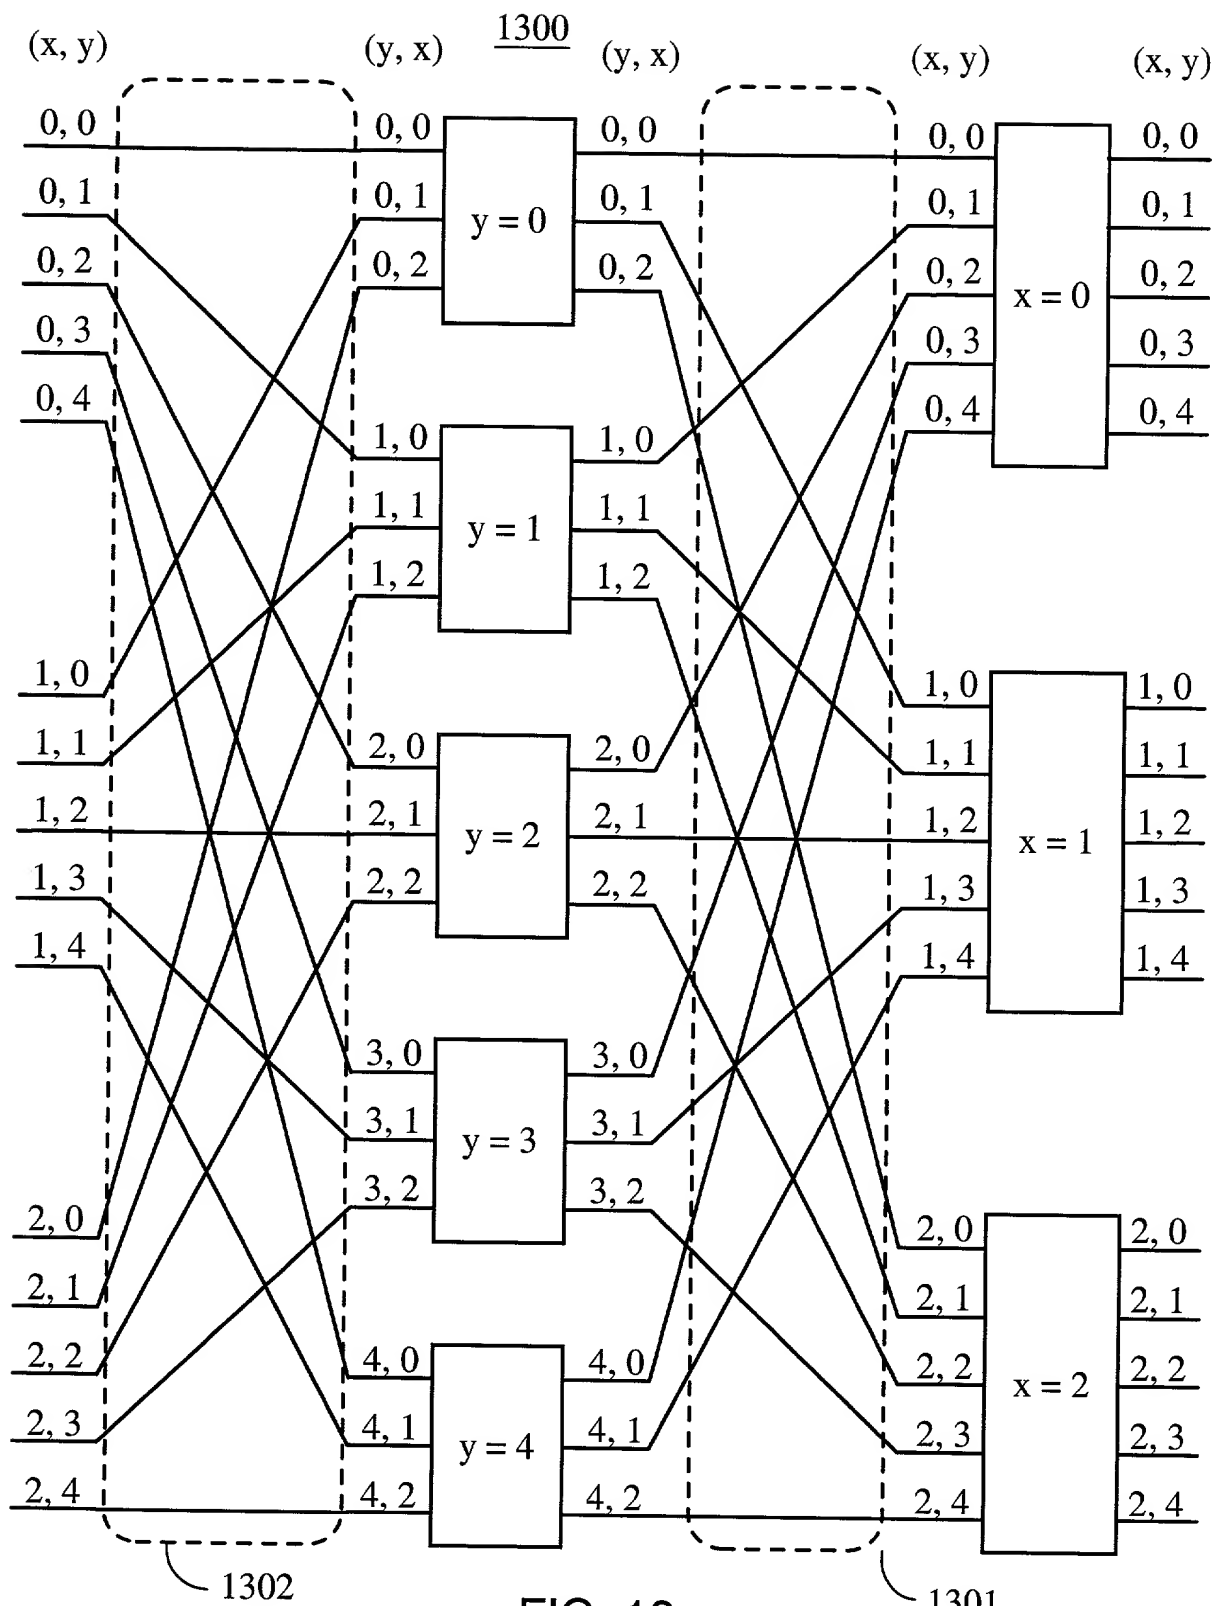 1300
(x, y) (y, x) (y, x) (x, y) (x, y)
0, 0 0, 0 0, 0 0, 0 0, 0
0, 1 0, 1 0, 1 0, 1 0, 1
y = 0
0, 2 0, 2 0, 2 0, 2 0, 2
x = 0
0, 3 0, 3 0, 3
0, 4 0, 4 0, 4
1, 0 1, 0
1, 1 1, 1
y = 1
1, 2 1, 2
1, 0 1, 0 1, 0
1, 1 2, 0 2, 0 1, 1 1, 1
1, 2 2, 1 2, 1 1, 2 1, 2
y = 2 x = 1
1, 3 2, 2 2, 2 1, 3 1, 3
1, 4 1, 4 1, 4
3, 0 3, 0
3, 1 3, 1
y = 3
3, 2 3, 2
2, 0 2, 0 2, 0
2, 1 2, 1 2, 1
2, 2 4, 0 4, 0 2, 2 2, 2
x = 2
2, 3 4, 1 4, 1 2, 3 2, 3
y = 4
2, 4 4, 2 4, 2 2, 4 2, 4
1302 1301